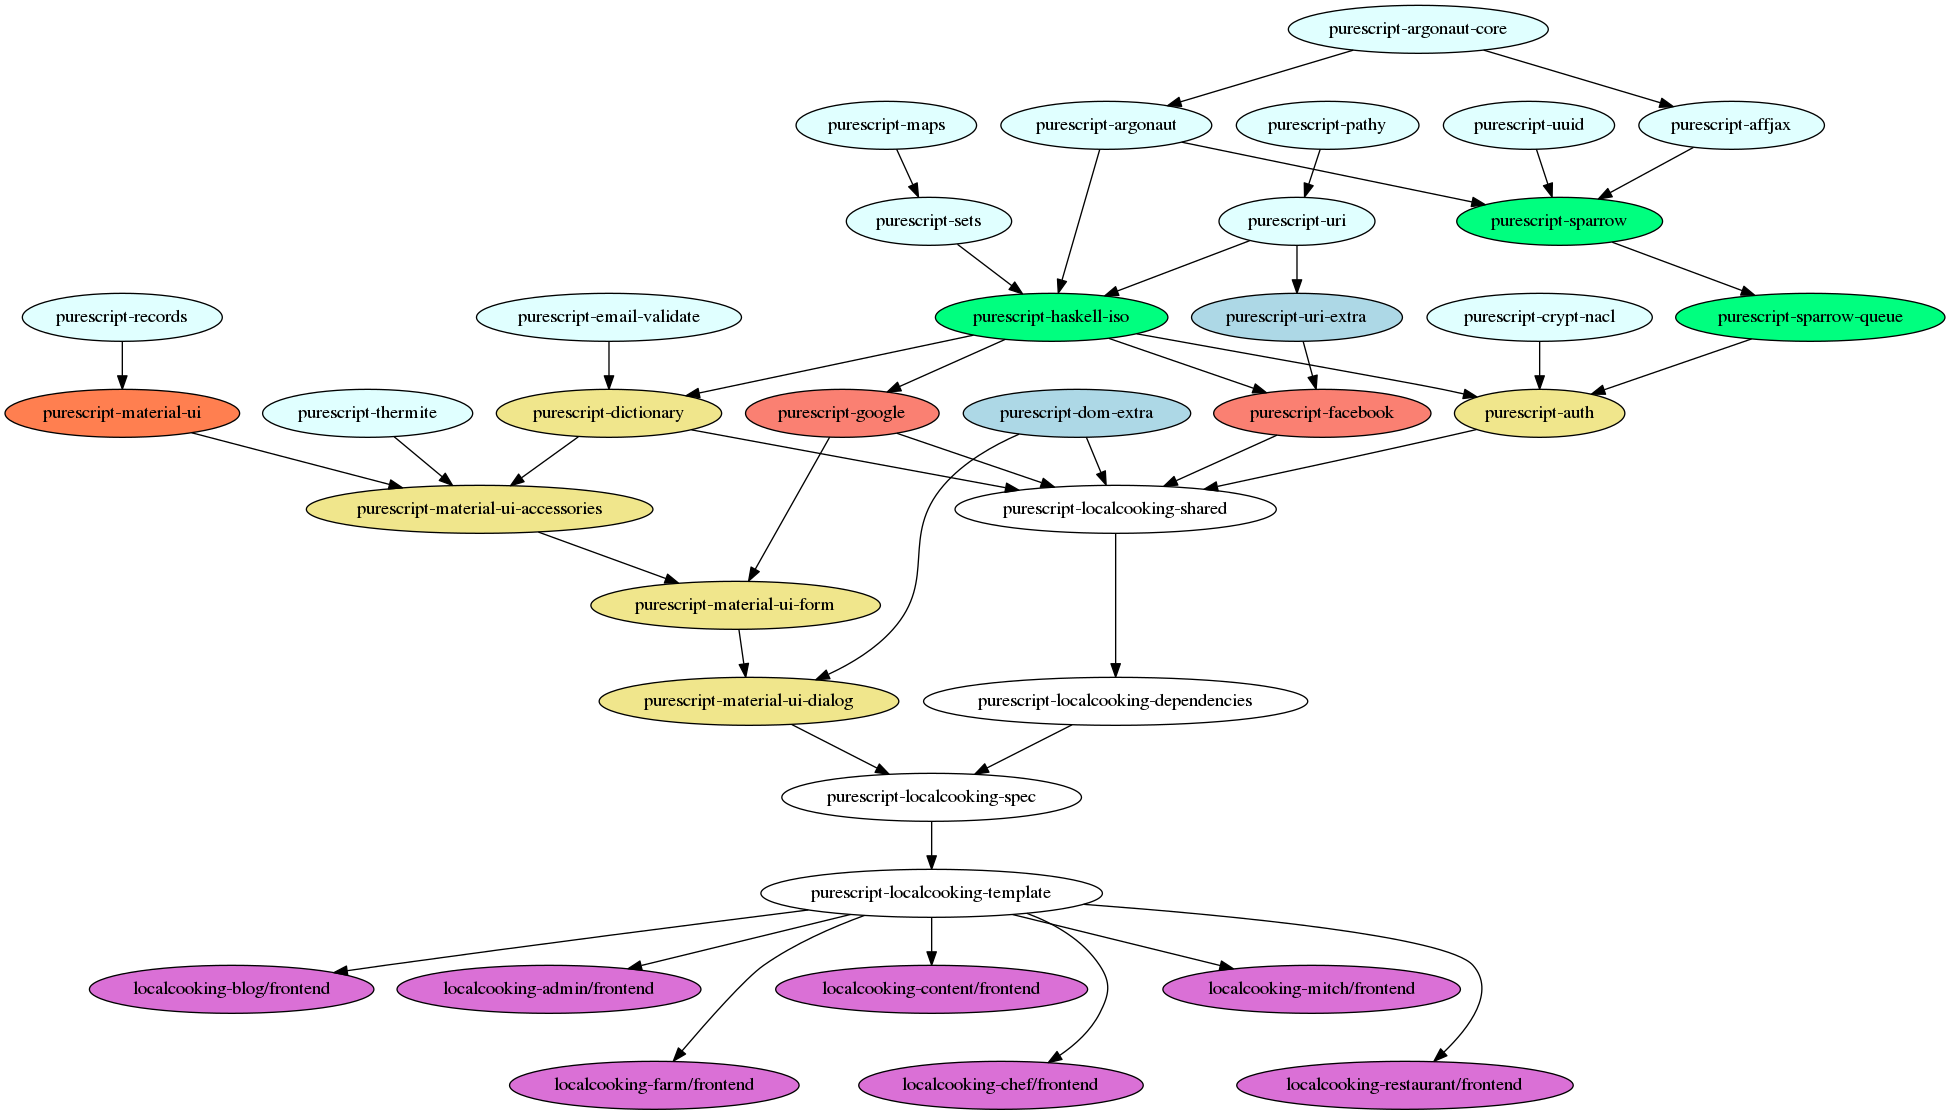 purescript-argonaut-core
purescript-maps
purescript-argonaut
purescript-pathy
purescript-uuid
purescript-affjax
purescript-sets
purescript-uri
purescript-sparrow
purescript-records
purescript-email-validate
purescript-haskell-iso
purescript-uri-extra
purescript-crypt-nacl
purescript-sparrow-queue
purescript-material-ui
purescript-thermite
purescript-dictionary
purescript-google
purescript-dom-extra
purescript-facebook
purescript-auth
purescript-material-ui-accessories
purescript-localcooking-shared
purescript-material-ui-form
purescript-material-ui-dialog
purescript-localcooking-dependencies
purescript-localcooking-spec
purescript-localcooking-template
localcooking-blog/frontend
localcooking-admin/frontend
localcooking-content/frontend
localcooking-mitch/frontend
localcooking-farm/frontend
localcooking-chef/frontend
localcooking-restaurant/frontend